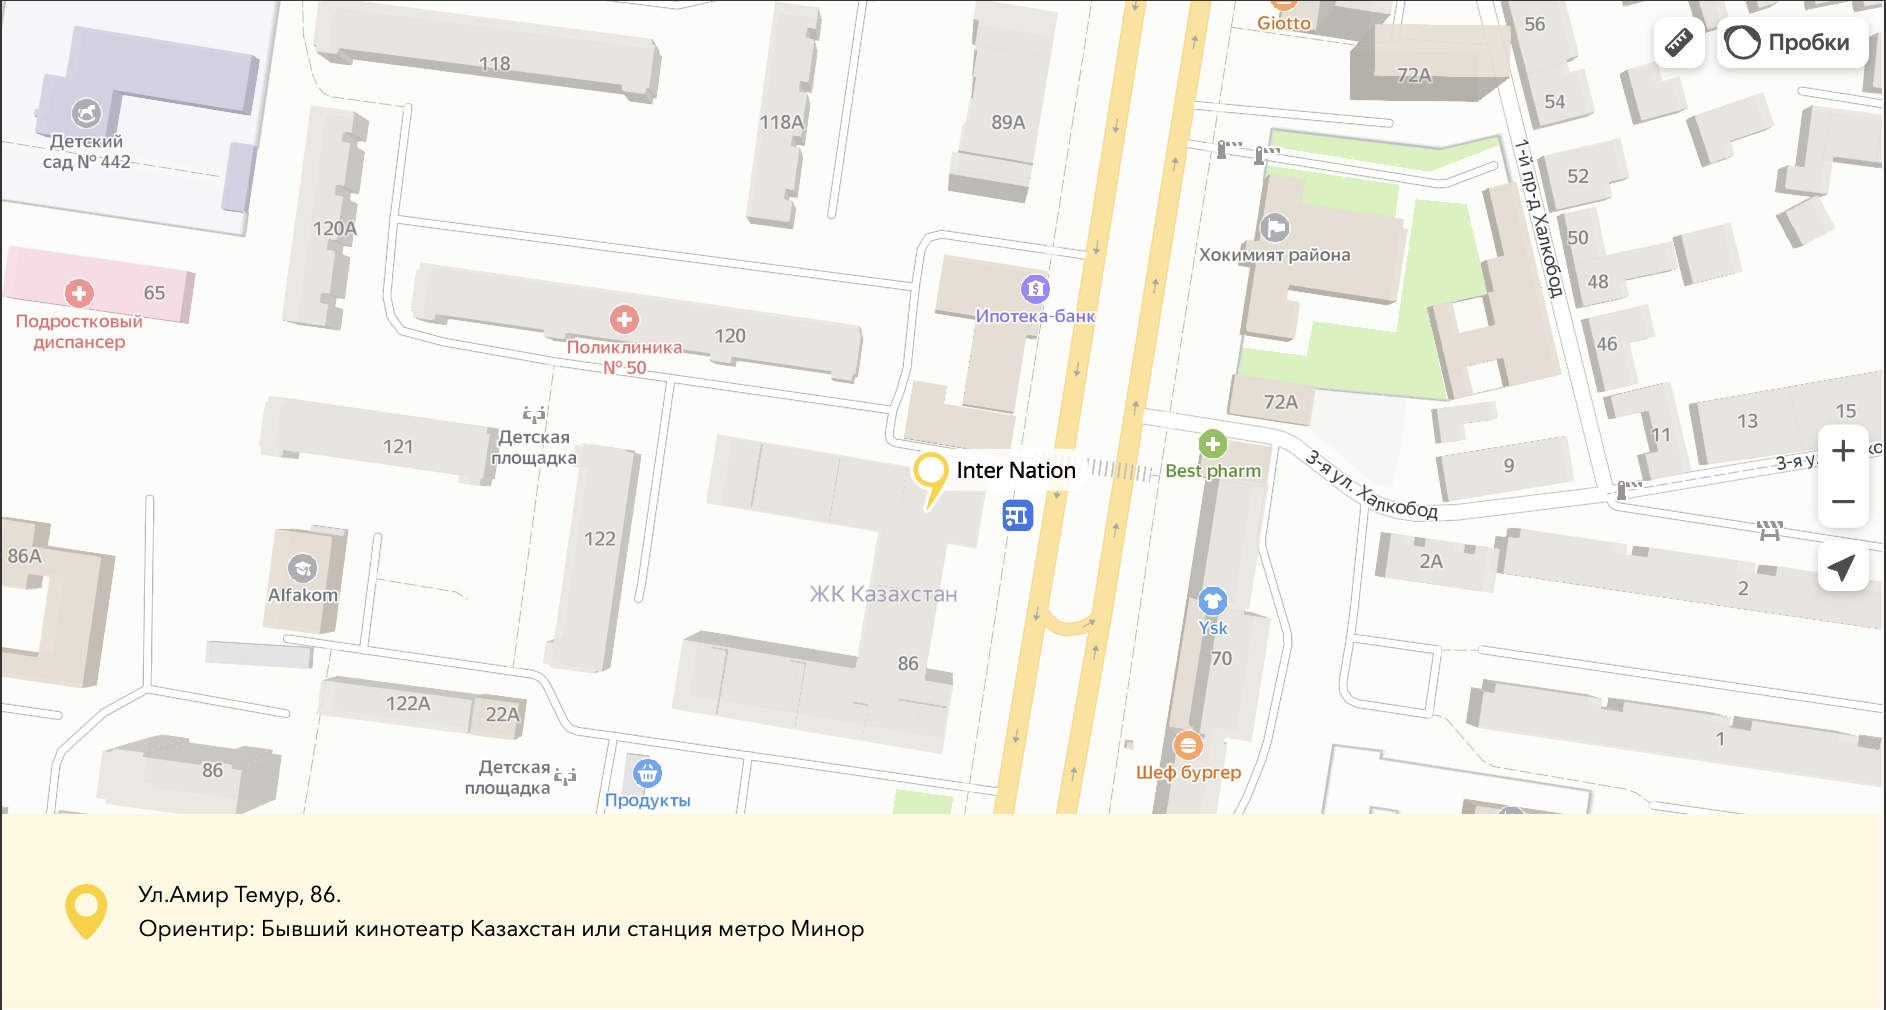 Giotto
56
Пробки
118
72А
54
118А
89А
Детский
сад № 442
1-й пр-д Халкобод
52
120А
50
Хокимият района
48
65
Ипотека-банк
Подростковый
диспансер
120
Поликлиника
№ 50
46
72А
13
15
11
121
Детская
площадка
Inter Nation
Best pharm
9
3-я ул. Халкобод
3-я
122
86А
Alfakom
2А
2
ЖК Казахстан
Ysk
86
70
122А
22А
1
86
Детская
площадка
Продукты
Шеф бургер
Ул.Амир Темур, 86.
Ориентир: Бывший кинотеатр Казахстан или станция метро Минор